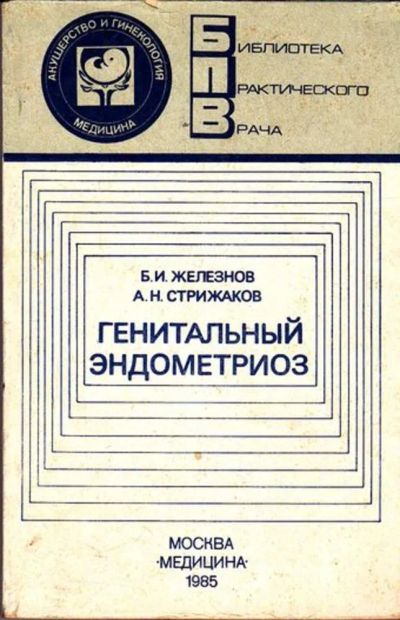 АКУШЕРСТВО И ГИНЕКОЛОГИЯ
МЕДИЦИНА
БИБЛИОТЕКА
ПРАКТИЧЕСКОГО
ВРАЧА
Б.И. ЖЕЛЕЗНОВ
А.Н. СТРИЖАКОВ
ГЕНИТАЛЬНЫЙ
ЭНДОМЕТРИОЗ
МОСКВА
·МЕДИЦИНА·
1985